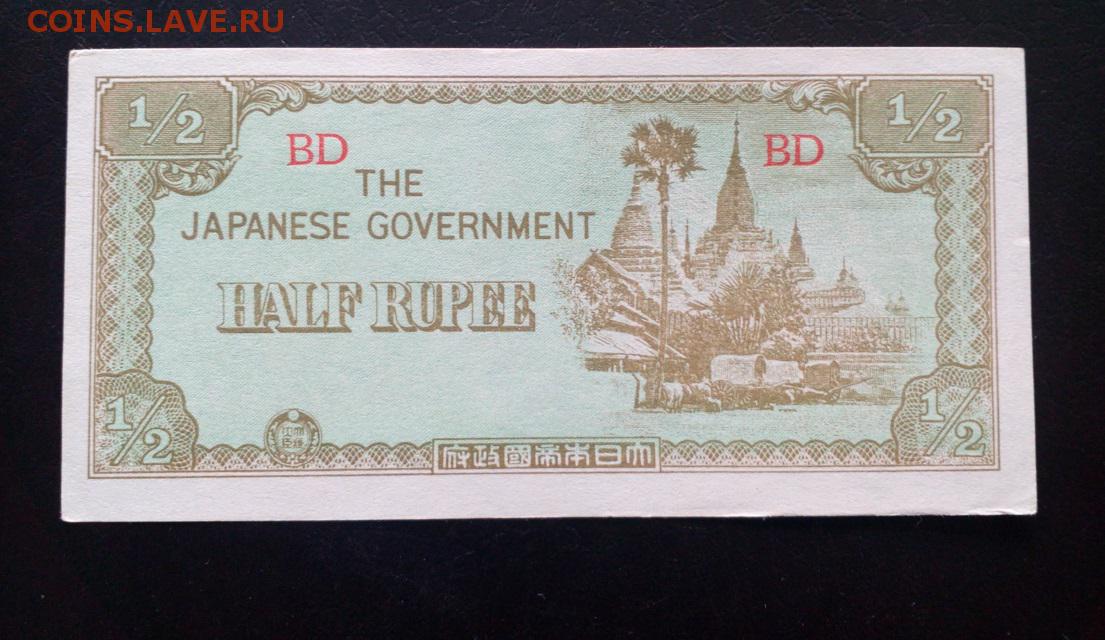 COINS.LAVE.RU
1/2
1/2
BD
BD
THE
JAPANESE GOVERNMENT
HALF RUPEE
1/2
1/2
大日本帝國政府